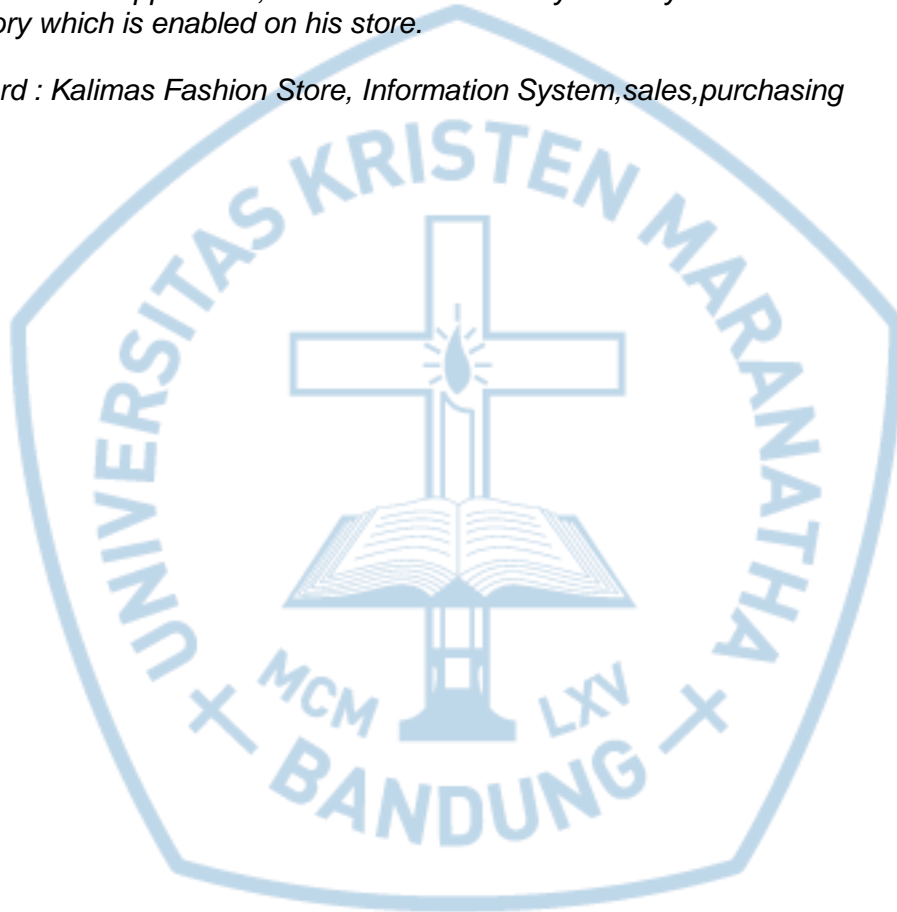 ory which is enabled on his store.
rd : Kalimas Fashion Store, Information System,sales,purchasing
UNIVERSITAS KRISTEN MARANATHA
MCM LXV
BANDUNG